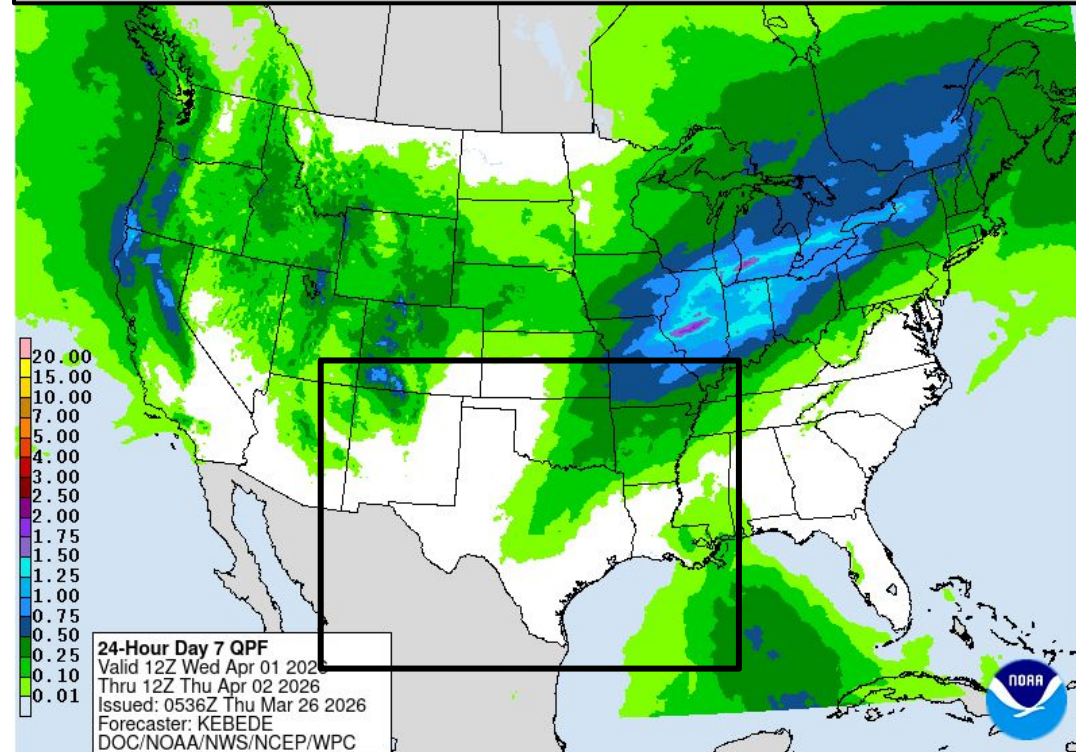 20.00
15.00
10.00
7.00
5.00
4.00
3.00
2.50
2.00
1.75
1.50
1.25
1.00
0.75
0.50
0.25
0.10
0.01
24-Hour Day 7 QPF
Valid 12Z Wed Apr 01 2026
Thru 12Z Thu Apr 02 2026
Issued: 0536Z Thu Mar 26 2026
Forecaster: KEBEDE
DOC/NOAA/NWS/NCEP/WPC
NOAA